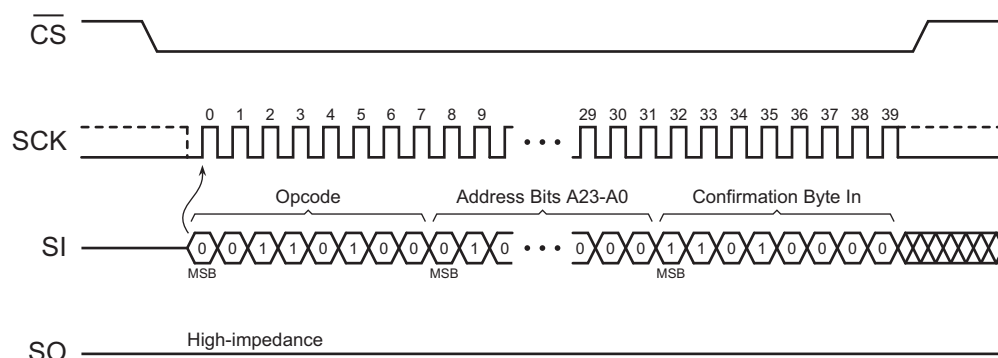 CS
0 1 2 3 4 5 6 7 8 9 29 30 31 32 33 34 35 36 37 38 39
SCK
Opcode Address Bits A23-A0 Confirmation Byte In
SI 0 0 1 1 0 1 0 0 0 1 0 0 0 0 1 1 0 1 0 0 0 0
MSB MSB MSB
High-impedance
SO